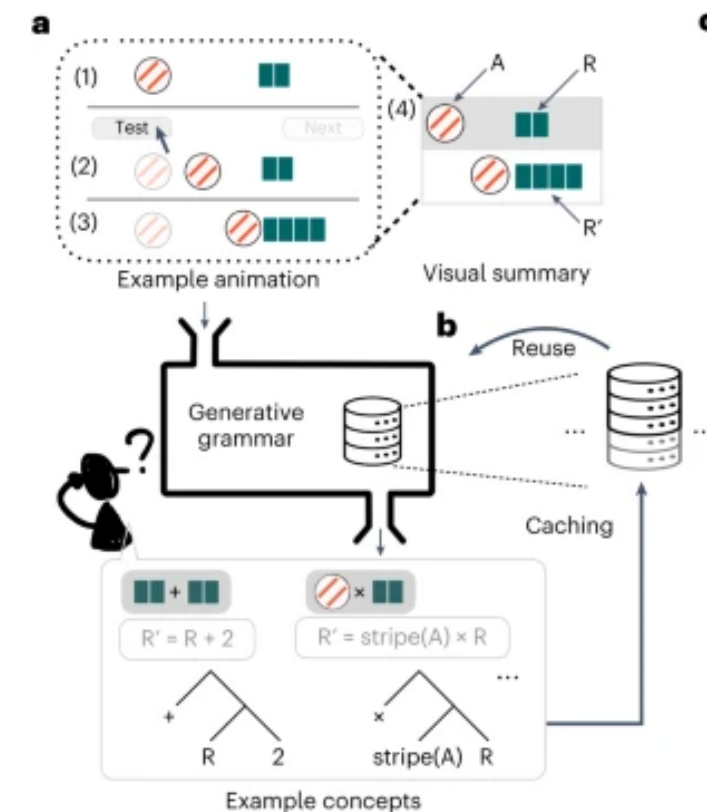 a
c
(1)
Test
Next
(2)
(3)
(4)
A
R
R′
Example animation
Visual summary
b
Reuse
Generative
grammar
?
...
...
Caching
+
×
R′ = R + 2
R′ = stripe(A) × R
...
+
R
2
×
stripe(A)
R
Example concepts